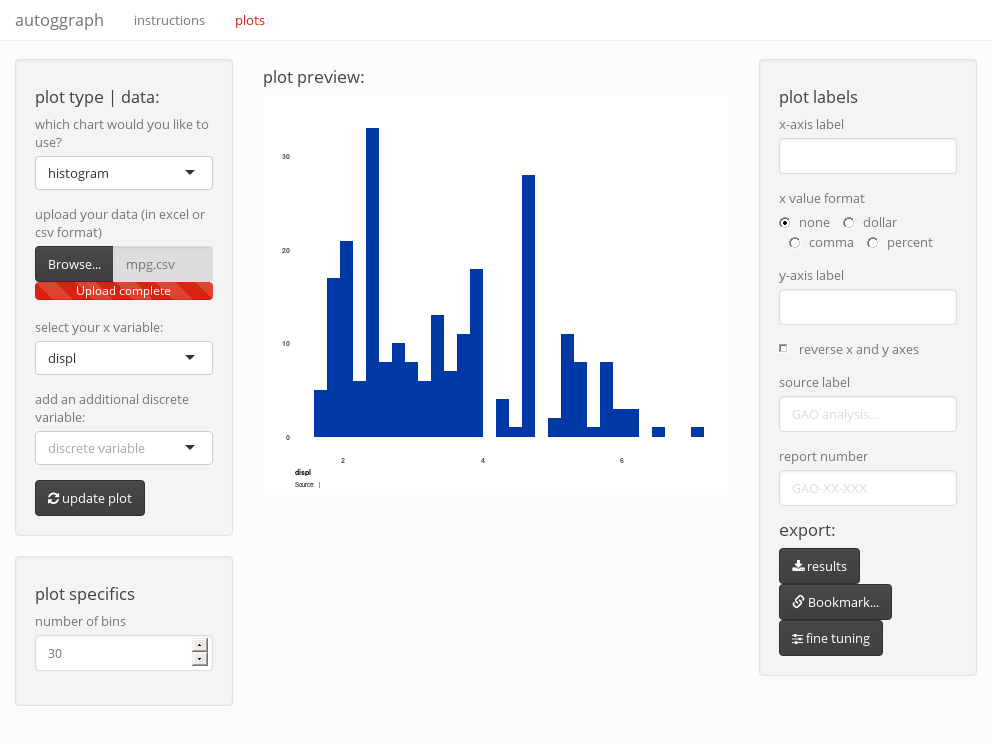 autoggraph instructions plots
plot type | data:
which chart would you like to
use?
histogram
upload your data (in excel or
csv format)
Browse... mpg.csv
Upload complete
select your x variable:
displ
add an additional discrete
variable:
discrete variable
update plot
plot specifics
number of bins
30
plot preview:
30
20
10
0
2 4 6
displ
Source: |
plot labels
x-axis label
x value format
none dollar
comma percent
y-axis label
reverse x and y axes
source label
GAO analysis...
report number
GAO-XX-XXX
export:
results
Bookmark...
fine tuning